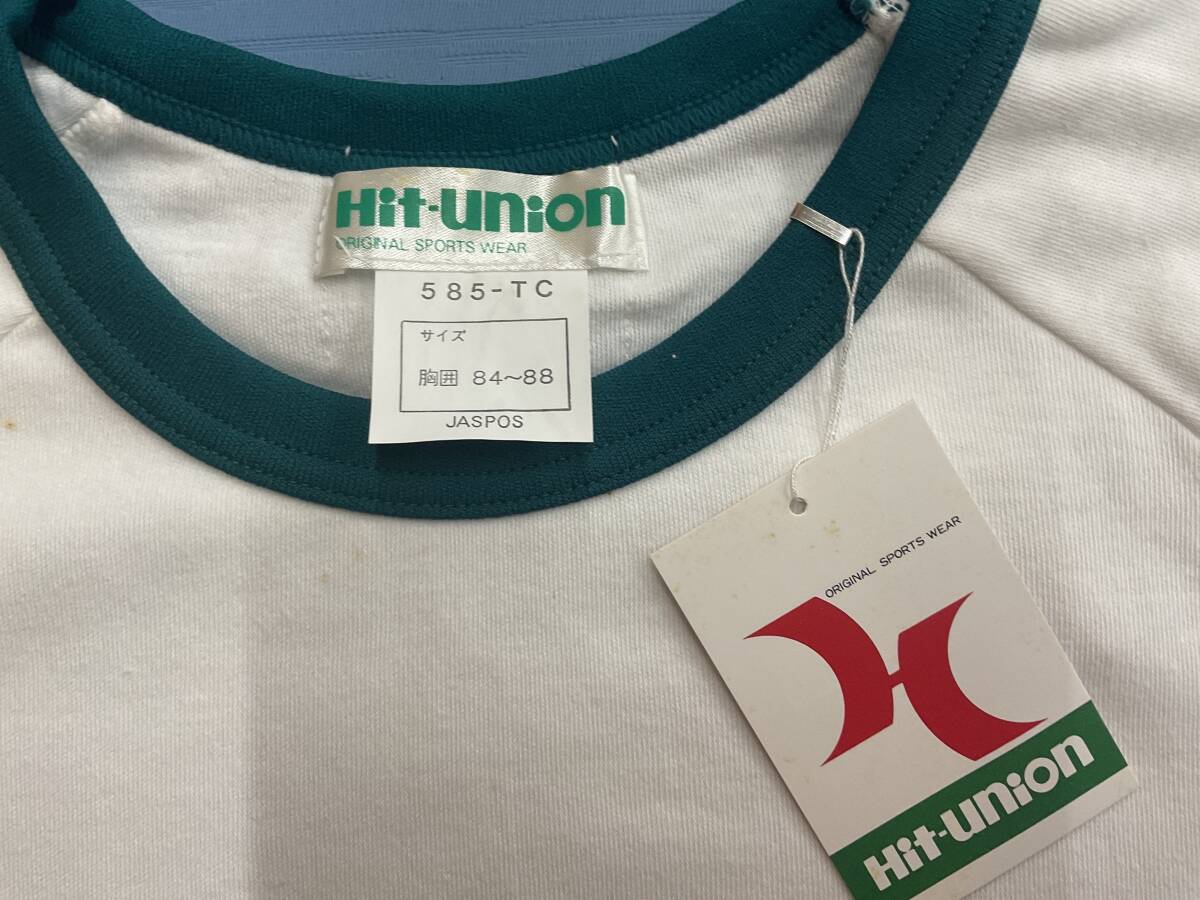 Hit-union
ORIGINAL SPORTS WEAR
585-TC
サイズ
胸囲 84～88
JASPOS
ORIGINAL SPORTS WEAR
Hit-union